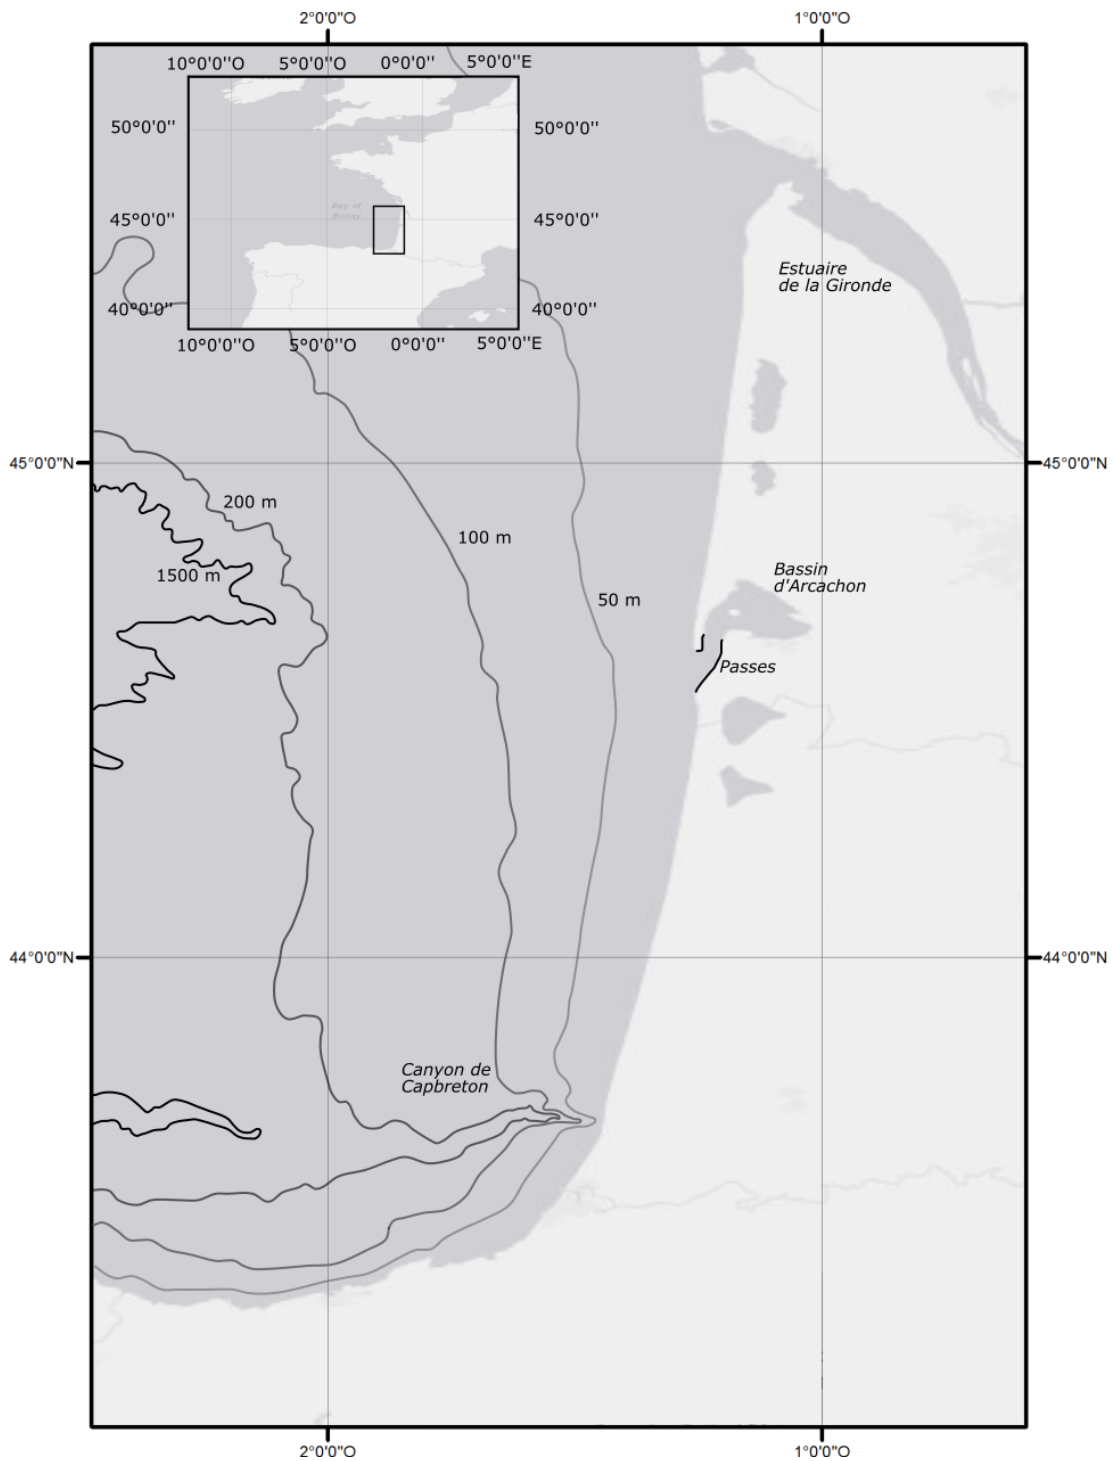 2°0'0"O 1°0'0"O
10°0'0''O 5°0'0''O 0°0'0'' 5°0'0''E
50°0'0'' 50°0'0''
Bay of
Biscay
45°0'0'' 45°0'0''
40°0'0'' 40°0'0''
10°0'0''O 5°0'0''O 0°0'0'' 5°0'0''E
Estuaire
de la Gironde
45°0'0"N 45°0'0"N
200 m
100 m
1500 m
50 m
Bassin
d'Arcachon
Passes
44°0'0"N 44°0'0"N
Canyon de
Capbreton
2°0'0"O 1°0'0"O